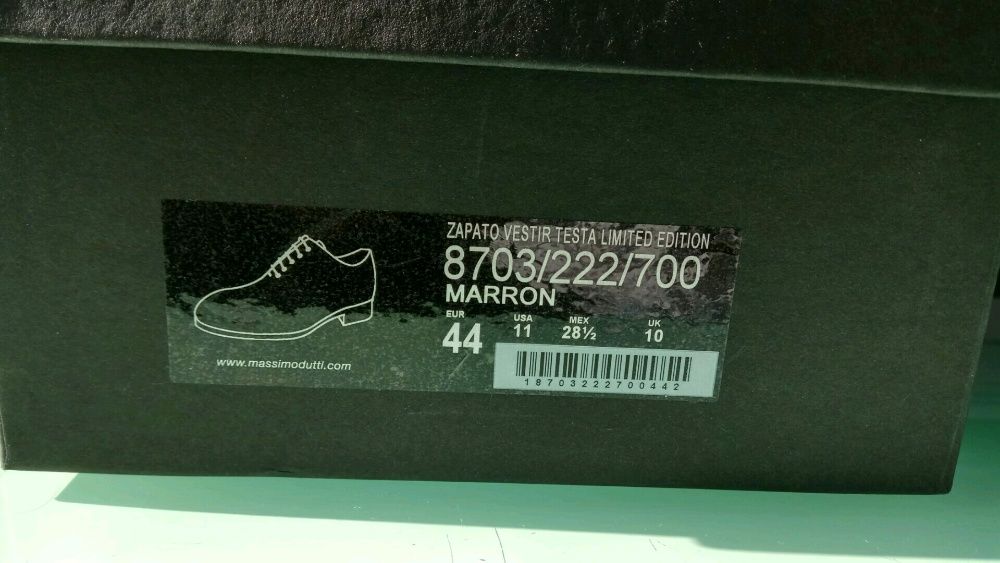 ZAPATO VESTIR TESTA LIMITED EDITION
8703/222/700
MARRON
EUR USA MEX UK
44 11 28½ 10
www.massimodutti.com
18703222700442